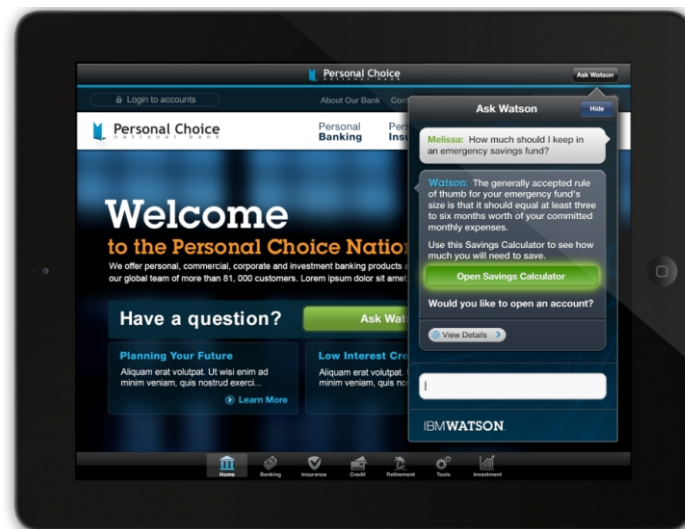 Personal Choice
Ask Watson
Login to accounts
About Our Bank
Personal Choice
national bank
Personal
Banking
Welcome
to the Personal Choice
We offer personal, commercial, corporate and investment banking products
our global team of more than 81, 000 customers. Lorem ipsum dolor sit amet
Have a question?
Ask
Planning Your Future
Aliquam erat volutpat. Ut wisi enim ad
minim veniam, quis nostrud exerci...
Learn More
Low Interest
Aliquam erat volutpat.
minim veniam, quis
Ask Watson
Hide
Melissa: How much should I keep in
an emergency savings fund?
Watson: The generally accepted rule
of thumb for your emergency fund's
size is that it should equal at least three
to six months worth of your committed
monthly expenses.
Use this Savings Calculator to see how
much you will need to save.
Open Savings Calculator
Would you like to open an account?
View Details
IBMWATSON
Home
Banking
Insurance
Credit
Retirement
Tools
Investment